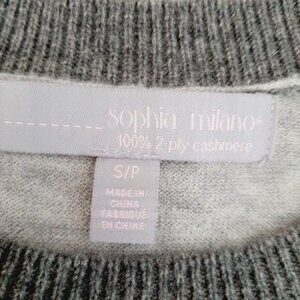 sophia milano®
100% 2-ply cashmere
S/P
MADE IN
CHINA
FABRIQUÉ
EN CHINE